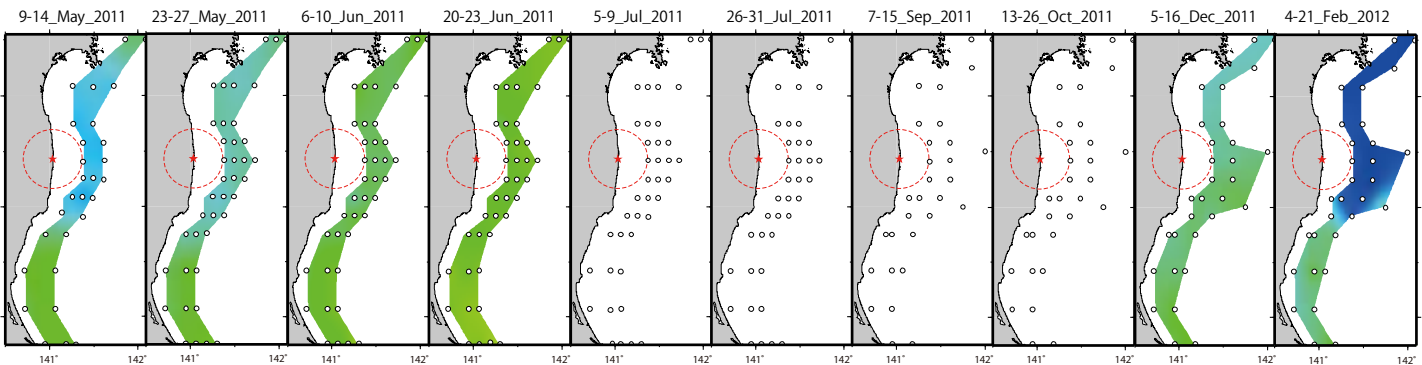 9-14_May_2011 23-27_May_2011 6-10_Jun_2011 20-23_Jun_2011 5-9_Jul_2011 26-31_Jul_2011 7-15_Sep_2011 13-26_Oct_2011 5-16_Dec_2011 4-21_Feb_2012
141° 142° 141° 142° 141° 142° 141° 142° 141° 142° 141° 142° 141° 142° 141° 142° 141° 142° 141° 142°